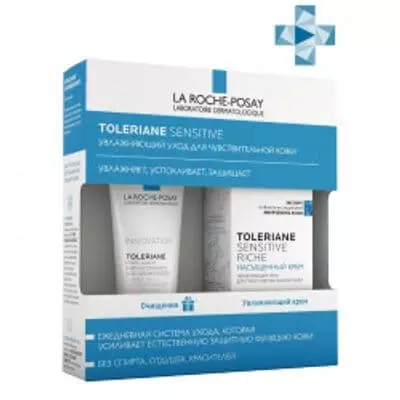 LA ROCHE-POSAY
LABORATOIRE DERMATOLOGIQUE
TOLERIANE SENSITIVE
УВЛАЖНЯЮЩИЙ УХОД ДЛЯ ЧУВСТВИТЕЛЬНОЙ КОЖИ
УВЛАЖНЯЕТ, УСПОКАИВАЕТ, ЗАЩИЩАЕТ
LA ROCHE-POSAY
INNOVATION
TOLERIANE
TOLERIANE
SENSITIVE
RICHE
НАСЫЩЕННЫЙ КРЕМ
Очищение
Увлажняющий крем
ЕЖЕДНЕВНАЯ СИСТЕМА УХОДА, КОТОРАЯ
УСИЛИВАЕТ ЕСТЕСТВЕННУЮ ЗАЩИТНУЮ ФУНКЦИЮ КОЖИ
БЕЗ СПИРТА, ОТДУШЕК, КРАСИТЕЛЕЙ